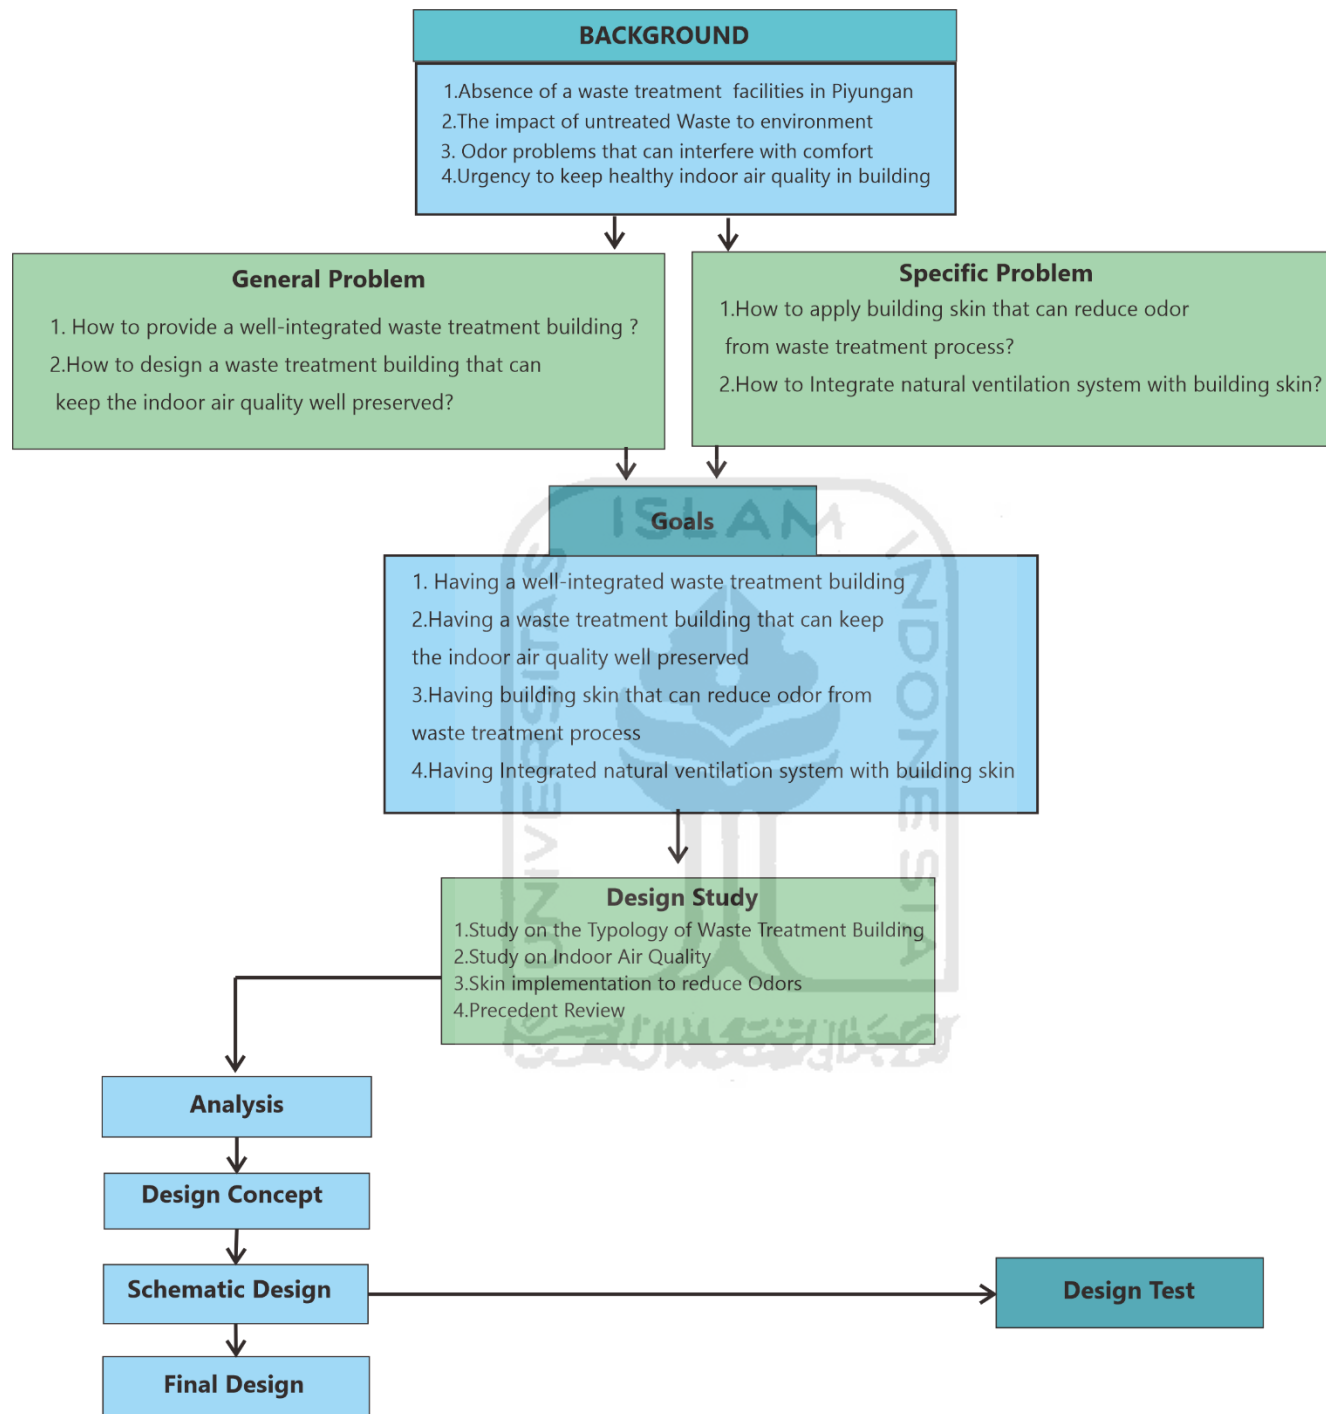 BACKGROUND
1.Absence of a waste treatment facilities in Piyungan
2.The impact of untreated Waste to environment
3. Odor problems that can interfere with comfort
4.Urgency to keep healthy indoor air quality in building
General Problem
1. How to provide a well-integrated waste treatment building ?
2.How to design a waste treatment building that can
keep the indoor air quality well preserved?
Specific Problem
1.How to apply building skin that can reduce odor
from waste treatment process?
2.How to Integrate natural ventilation system with building skin?
Goals
1. Having a well-integrated waste treatment building
2.Having a waste treatment building that can keep
the indoor air quality well preserved
3.Having building skin that can reduce odor from
waste treatment process
4.Having Integrated natural ventilation system with building skin
UNIVERSITAS
ISLAM
INDONESIA
Design Study
1.Study on the Typology of Waste Treatment Building
2.Study on Indoor Air Quality
3.Skin implementation to reduce Odors
4.Precedent Review
Analysis
Design Concept
Schematic Design
Design Test
Final Design